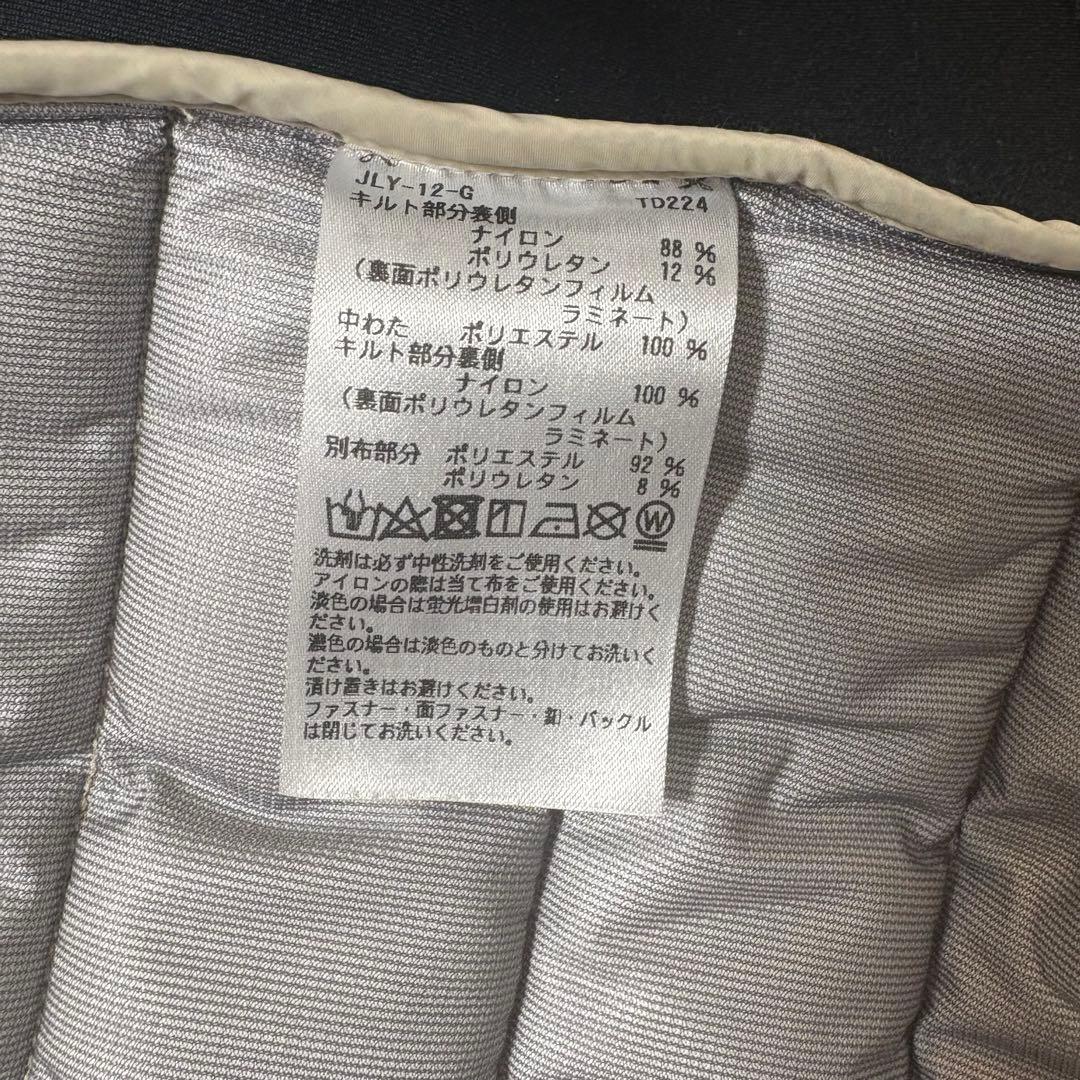 JLY-12-G TD224
キルト部分表側
ナイロン 88 %
ポリウレタン 12 %
(裏面ポリウレタンフィルム
ラミネート)
中わた ポリエステル 100 %
キルト部分裏側
ナイロン 100 %
(裏面ポリウレタンフィルム
ラミネート)
別布部分 ポリエステル 92 %
ポリウレタン 8 %
W
洗剤は必ず中性洗剤をご使用ください。
アイロンの際は当て布をご使用ください。
淡色の場合は蛍光増白剤の使用はお避けく
ださい。
濃色の場合は淡色のものと分けてお洗いく
ださい。
漬け置きはお避けください。
ファスナー・面ファスナー・釦・バックル
は閉じてお洗いください。